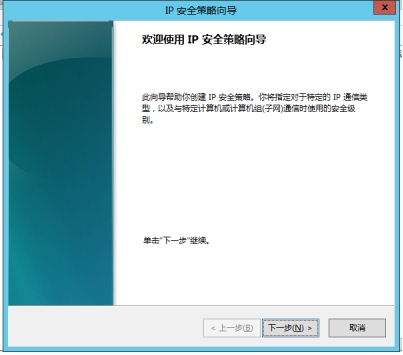 IP 安全策略向导
欢迎使用 IP 安全策略向导
此向导帮助你创建 IP 安全策略。你将指定对于特定的 IP 通信类
型，以及与特定计算机或计算机组(子网)通信时使用的安全级
别。
单击"下一步"继续。
< 上一步(B) 下一步(N) > 取消